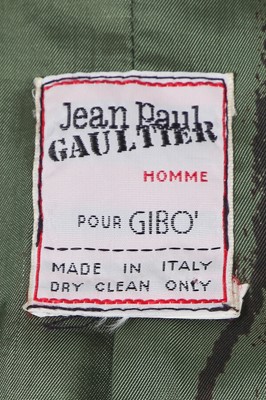 Jean Paul
GAULTIER
HOMME
POUR GIBO'
MADE IN ITALY
DRY CLEAN ONLY